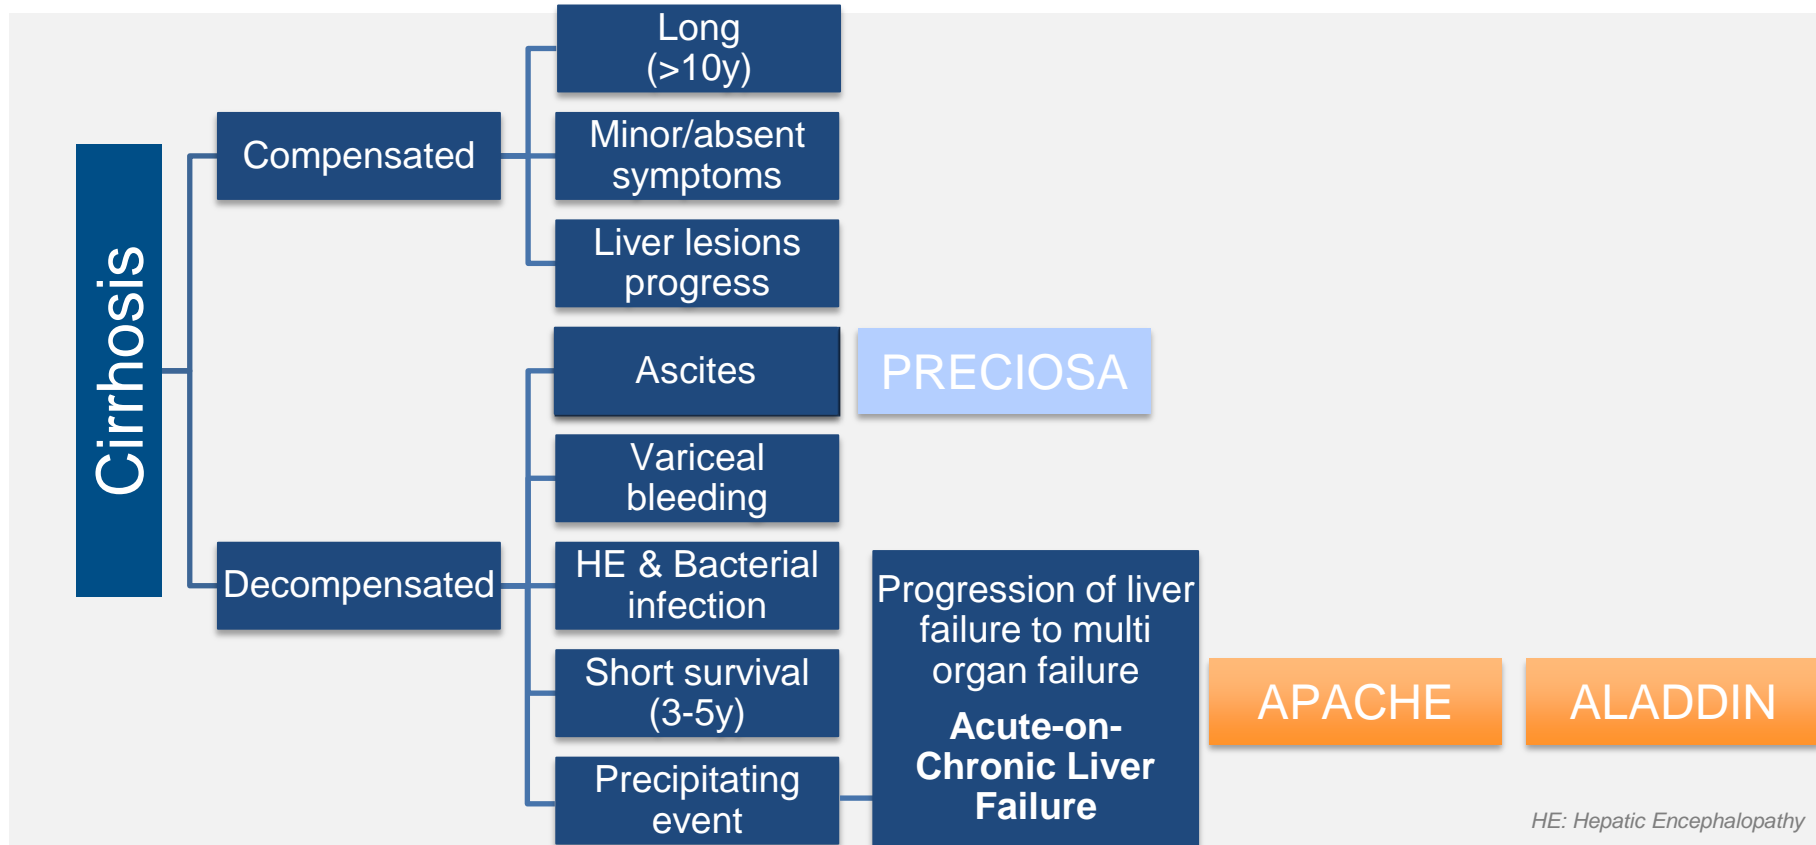 Cirrhosis
Compensated
Long
(>10y)
Minor/absent
symptoms
Liver lesions
progress
Decompensated
Ascites
PRECIOSA
Variceal
bleeding
HE & Bacterial
infection
Short survival
(3-5y)
Precipitating
event
Progression of liver
failure to multi
organ failure
Acute-on-
Chronic Liver
Failure
APACHE
ALADDIN
HE: Hepatic Encephalopathy